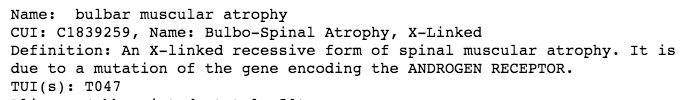 Name:  bulbar muscular atrophy
CUI: C1839259, Name: Bulbo-Spinal Atrophy, X-Linked
Definition: An X-linked recessive form of spinal muscular atrophy. It is
due to a mutation of the gene encoding the ANDROGEN RECEPTOR.
TUI(s): T047